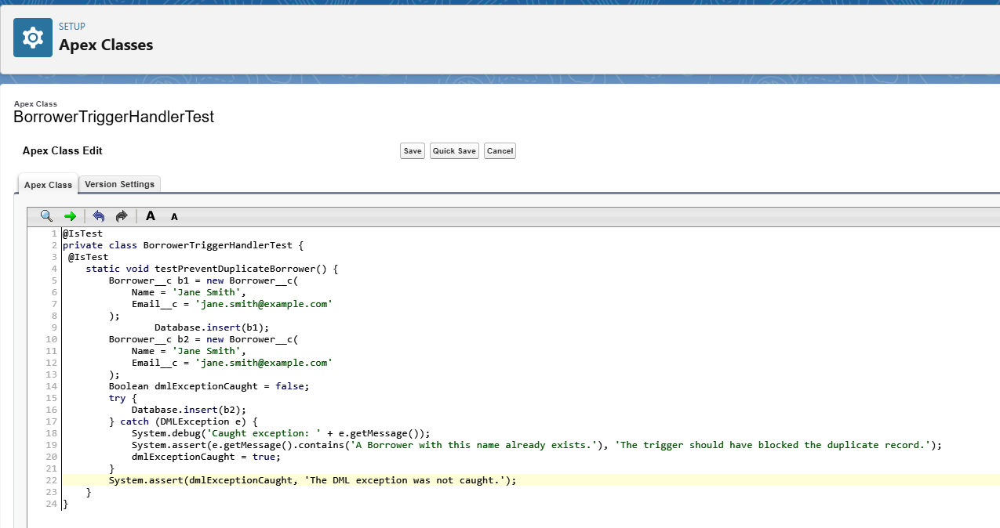 SETUP
Apex Classes
Apex Class
BorrowerTriggerHandlerTest
Apex Class Edit
Save Quick Save Cancel
Apex Class Version Settings
A A
1 @IsTest
2 private class BorrowerTriggerHandlerTest {
3 @IsTest
4 static void testPreventDuplicateBorrower() {
5 Borrower__c b1 = new Borrower__c(
6 Name = 'Jane Smith',
7 Email__c = 'jane.smith@example.com'
8 );
9 Database.insert(b1);
10 Borrower__c b2 = new Borrower__c(
11 Name = 'Jane Smith',
12 Email__c = 'jane.smith@example.com'
13 );
14 Boolean dmlExceptionCaught = false;
15 try {
16 Database.insert(b2);
17 } catch (DMLException e) {
18 System.debug('Caught exception: ' + e.getMessage());
19 System.assert(e.getMessage().contains('A Borrower with this name already exists.'), 'The trigger should have blocked the duplicate record.');
20 dmlExceptionCaught = true;
21 }
22 System.assert(dmlExceptionCaught, 'The DML exception was not caught.');
23 }
24 }